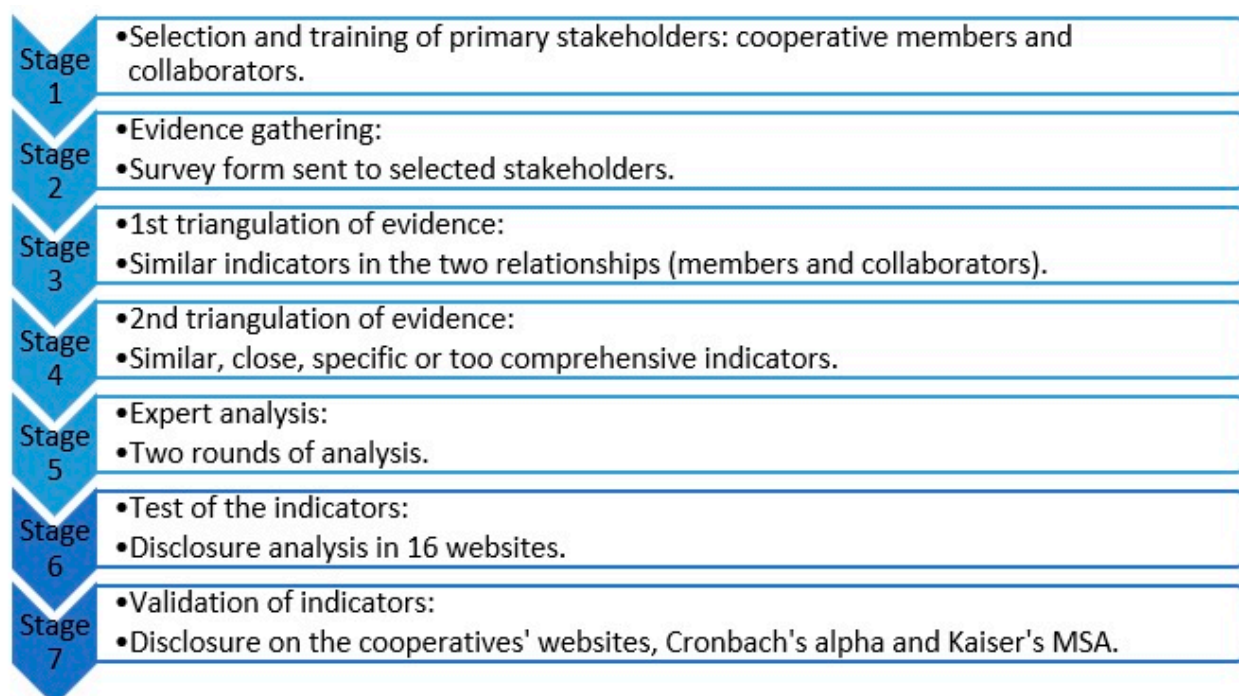 Stage
1
•Selection and training of primary stakeholders: cooperative members and
collaborators.
Stage
2
•Evidence gathering:
•Survey form sent to selected stakeholders.
Stage
3
•1st triangulation of evidence:
•Similar indicators in the two relationships (members and collaborators).
Stage
4
•2nd triangulation of evidence:
•Similar, close, specific or too comprehensive indicators.
Stage
5
•Expert analysis:
•Two rounds of analysis.
Stage
6
•Test of the indicators:
•Disclosure analysis in 16 websites.
Stage
7
•Validation of indicators:
•Disclosure on the cooperatives' websites, Cronbach's alpha and Kaiser's MSA.